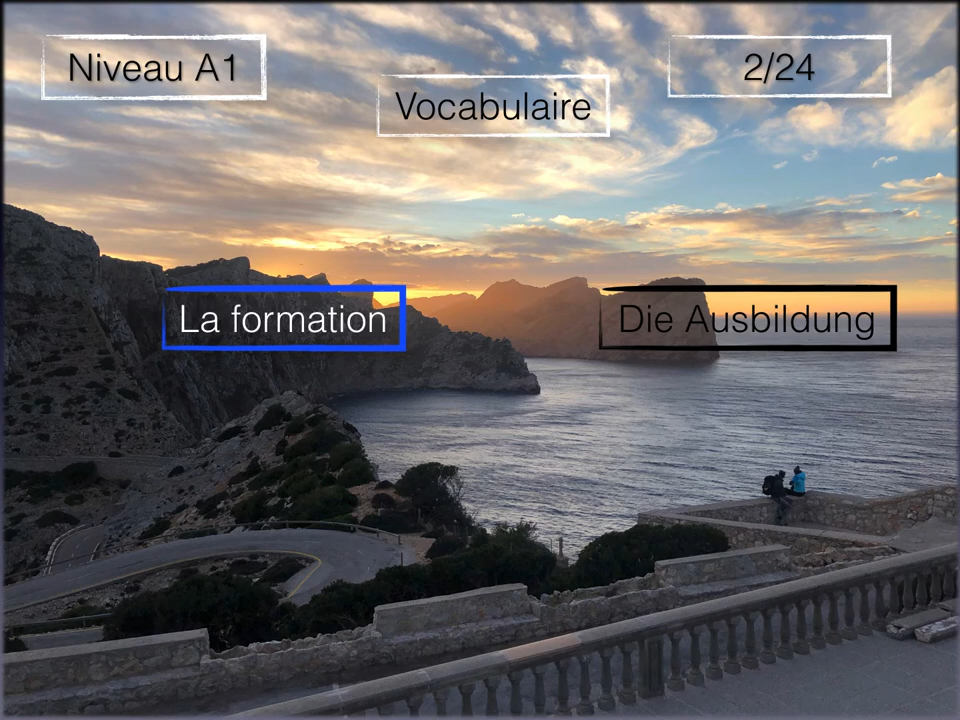 Niveau A1
2/24
Vocabulaire
La formation
Die Ausbildung